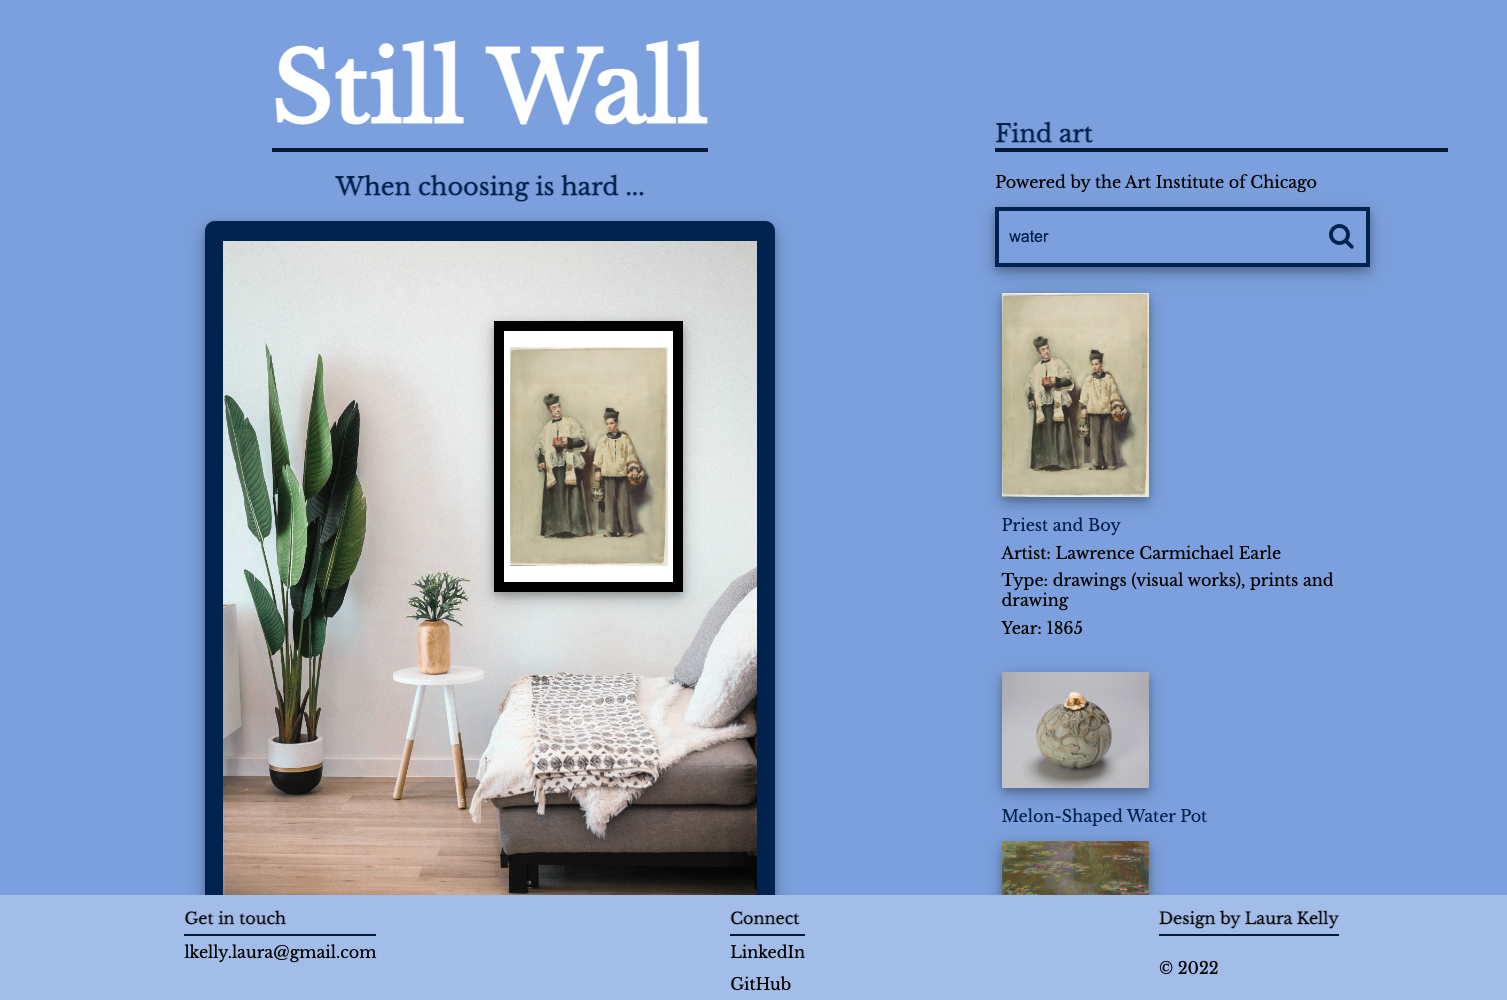 Still Wall
When choosing is hard ...
Find art
Powered by the Art Institute of Chicago
water
Priest and Boy
Artist: Lawrence Carmichael Earle
Type: drawings (visual works), prints and
drawing
Year: 1865
Melon-Shaped Water Pot
Get in touch
lkelly.laura@gmail.com
Connect
LinkedIn
GitHub
Design by Laura Kelly
© 2022